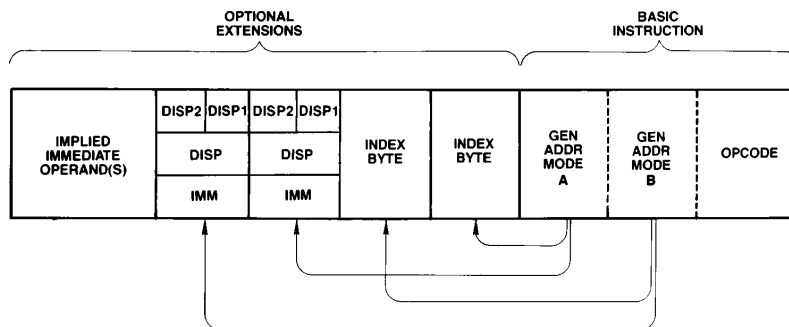 OPTIONAL
EXTENSIONS
BASIC
INSTRUCTION
IMPLIED
IMMEDIATE
OPERAND(S)
DISP2 DISP1
DISP
IMM
DISP2 DISP1
DISP
IMM
INDEX
BYTE
INDEX
BYTE
GEN
ADDR
MODE
A
GEN
ADDR
MODE
B
OPCODE